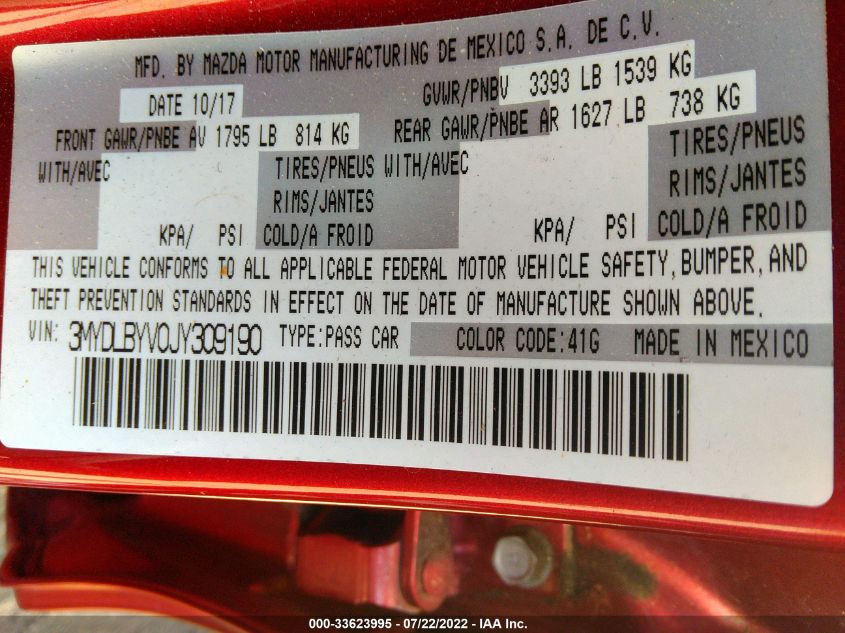 MFD. BY MAZDA MOTOR MANUFACTURING DE MEXICO S.A. DE C.V.
DATE 10/17 GVWR/PNBV 3393 LB 1539 KG
FRONT GAWR/PNBE AV 1795 LB 814 KG REAR GAWR/PNBE AR 1627 LB 738 KG
WITH/AVEC TIRES/PNEUS WITH/AVEC TIRES/PNEUS
RIMS/JANTES RIMS/JANTES
KPA/ PSI COLD/A FROID KPA/ PSI COLD/A FROID
THIS VEHICLE CONFORMS TO ALL APPLICABLE FEDERAL MOTOR VEHICLE SAFETY, BUMPER, AND
THEFT PREVENTION STANDARDS IN EFFECT ON THE DATE OF MANUFACTURE SHOWN ABOVE.
VIN: 3MYDLBYV0JY309190 TYPE:PASS CAR COLOR CODE:41G MADE IN MEXICO
000-33623995 - 07/22/2022 - IAA Inc.